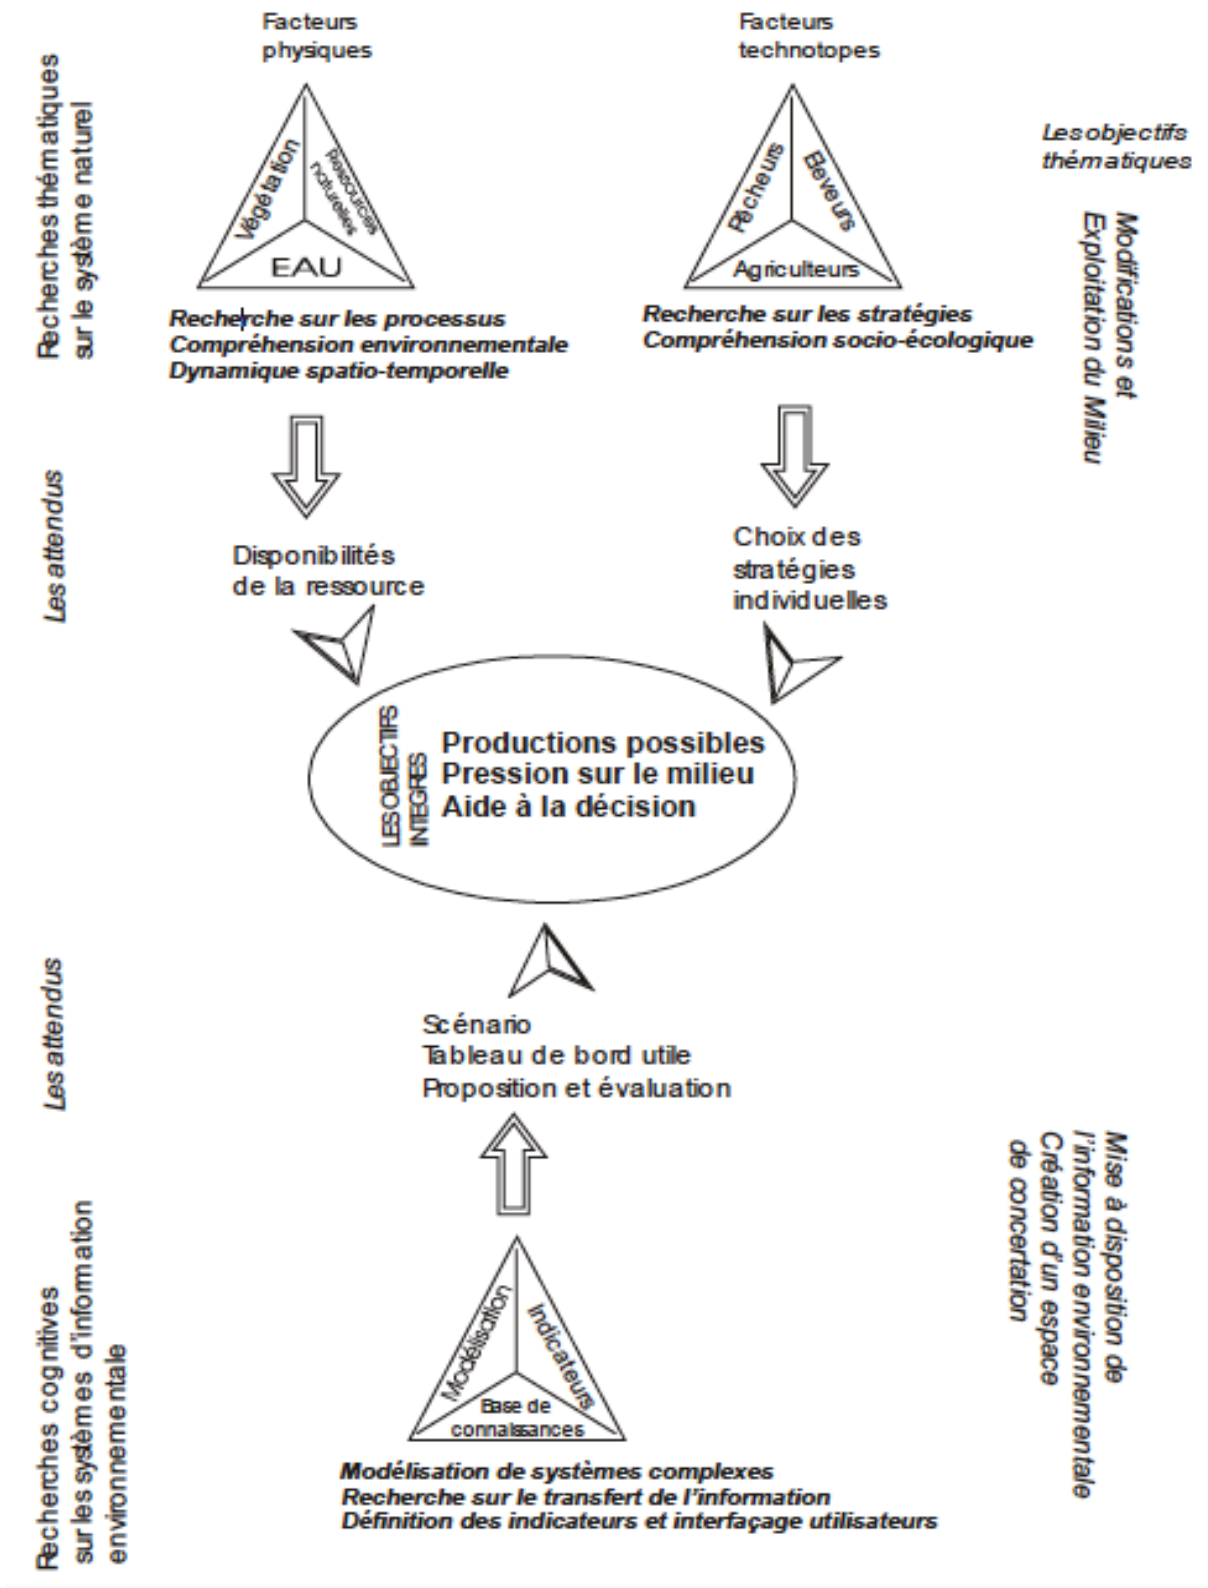 Facteurs
physiques
Facteurs
technotopes
Recherches thématiques
sur le système naturel
Les objectifs
thématiques
Végétation
Ressources
naturelles
EAU
Pêcheurs
Eleveurs
Agriculteurs
Modifications et
Exploitation du Milieu
Recherche sur les processus
Compréhension environnementale
Dynamique spatio-temporelle
Recherche sur les stratégies
Compréhension socio-écologique
Les attendus
Disponibilités
de la ressource
Choix des
stratégies
individuelles
LES OBJECTIFS
INTEGRES
Productions possibles
Pression sur le milieu
Aide à la décision
Les attendus
Scénario
Tableau de bord utile
Proposition et évaluation
Mise à disposition de
l'information environnementale
Création d'un espace
de concertation
Recherches cognitives
sur les systèmes d'information
environnementale
Modélisation
Indicateurs
Base de
connaissances
Modélisation de systèmes complexes
Recherche sur le transfert de l'information
Définition des indicateurs et interfaçage utilisateurs